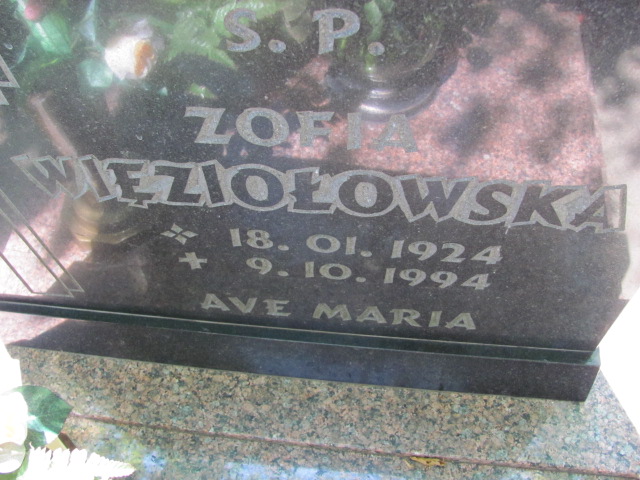 S. P.
ZOFIA
WIĘZIOŁOWSKA
18. 01. 1924
+ 9. 10. 1994
AVE MARIA